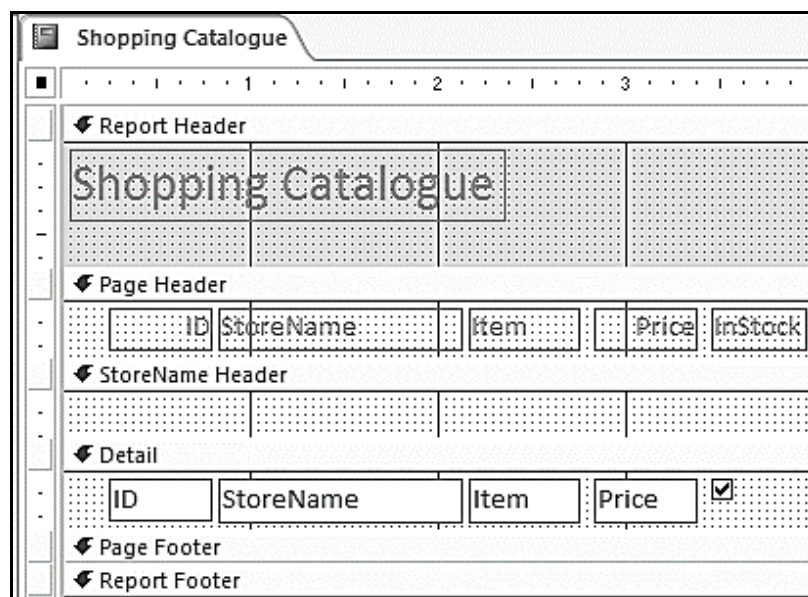 Shopping Catalogue
1 2 3
Report Header
Shopping Catalogue
Page Header
ID StoreName Item Price InStock
StoreName Header
Detail
ID StoreName Item Price
Page Footer
Report Footer